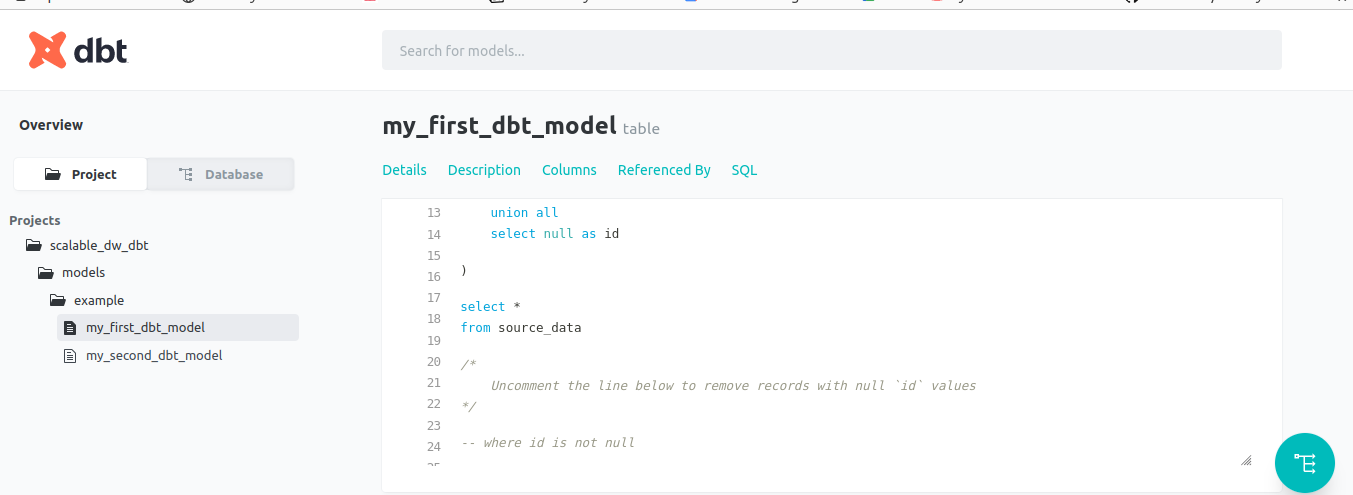 dbt
Search for models...
Overview
Project
Database
Projects
scalable_dw_dbt
models
example
my_first_dbt_model
my_second_dbt_model
my_first_dbt_model table
Details Description Columns Referenced By SQL
13 union all
14 select null as id
15
16 )
17
18 select *
19 from source_data
20
21 /*
22 Uncomment the line below to remove records with null `id` values
23 */
24
-- where id is not null